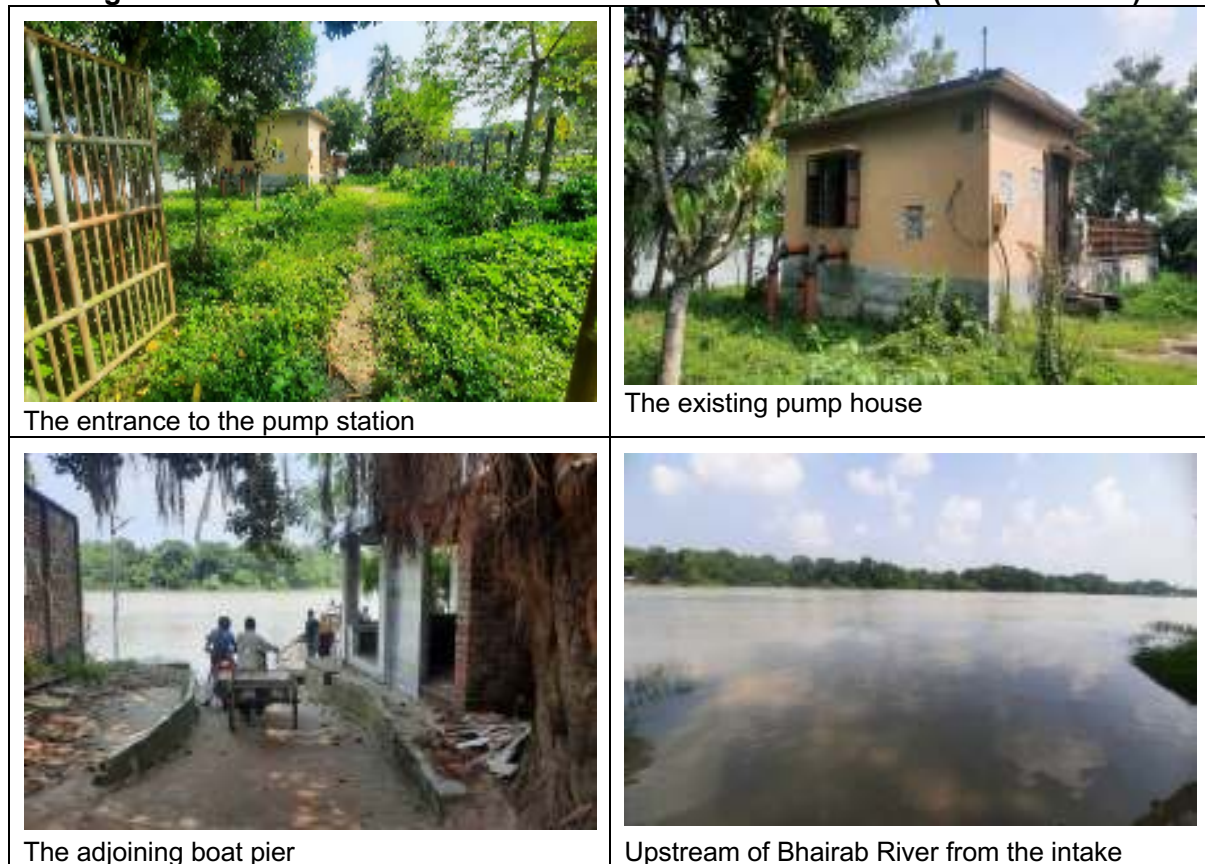 The entrance to the pump station
The existing pump house
The adjoining boat pier
Upstream of Bhairab River from the intake